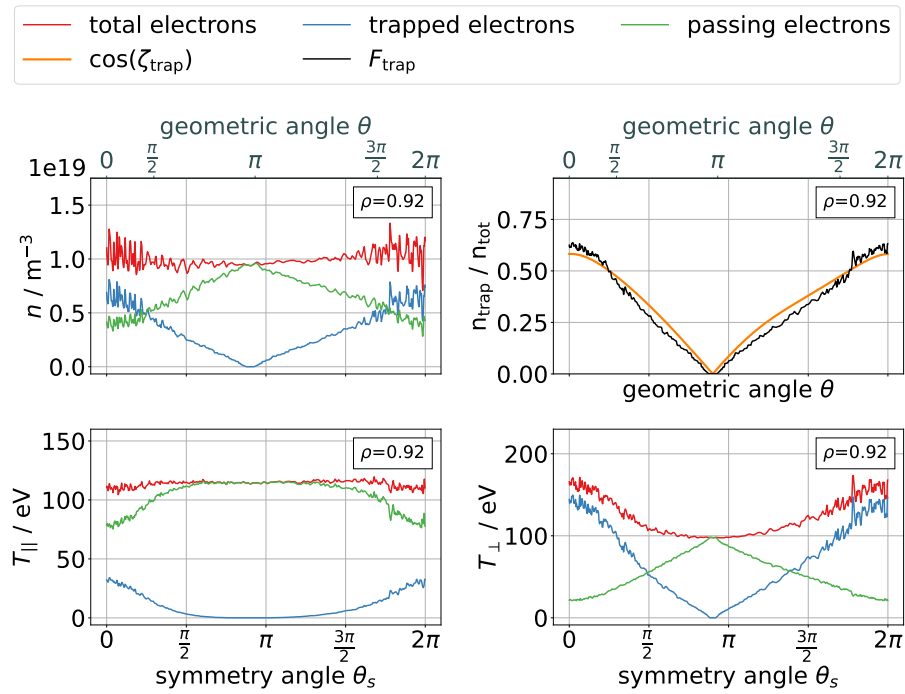 total electrons trapped electrons passing electrons
cos(ζtrap) Ftrap
geometric angle θ geometric angle θ
0 π/2 π 3π/2 2π 0 π/2 π 3π/2 2π
1e19
ρ=0.92 ρ=0.92
n / m⁻³
1.5
1.0
0.5
0.0
ntrap / ntot
0.75
0.50
0.25
0.00
geometric angle θ
ρ=0.92 ρ=0.92
T|| / eV
150
100
50
0
T⊥ / eV
200
100
0
0 π/2 π 3π/2 2π 0 π/2 π 3π/2 2π
symmetry angle θs symmetry angle θs